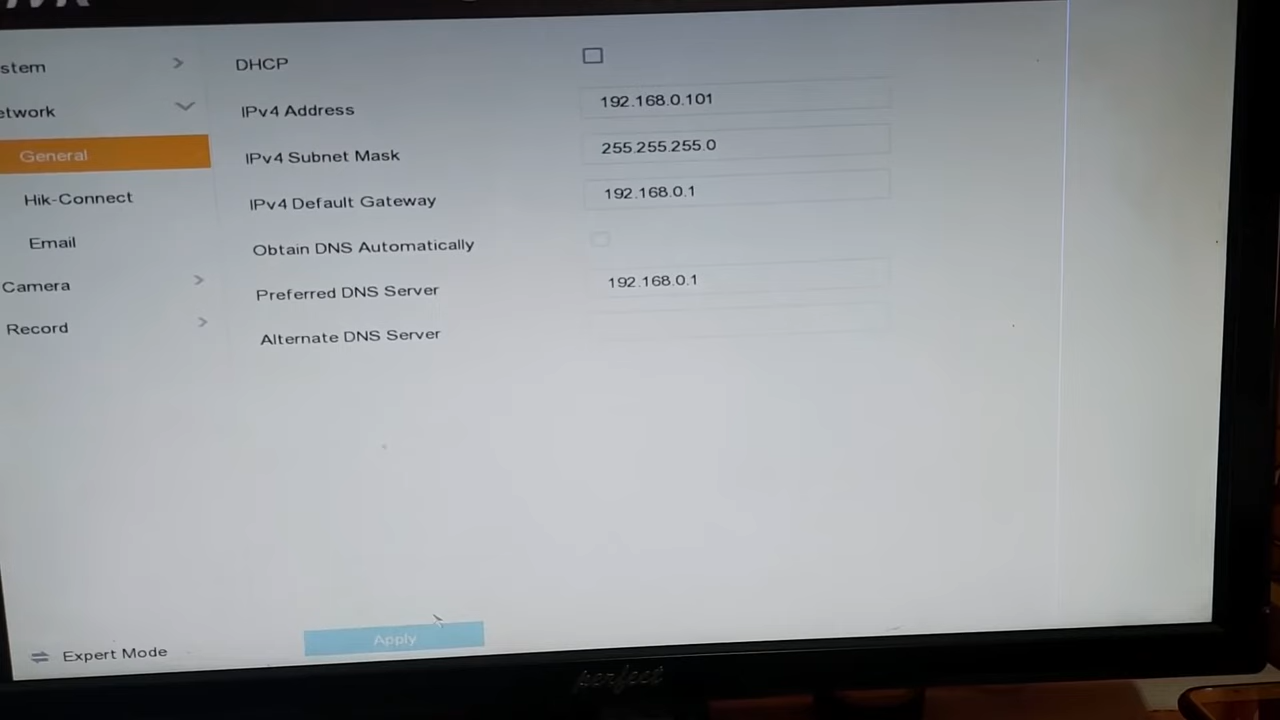 stem
DHCP
etwork
IPv4 Address 192.168.0.101
General
IPv4 Subnet Mask 255.255.255.0
Hik-Connect
IPv4 Default Gateway 192.168.0.1
Email
Obtain DNS Automatically
Camera
Preferred DNS Server 192.168.0.1
Record
Alternate DNS Server
Expert Mode
Apply
perfect